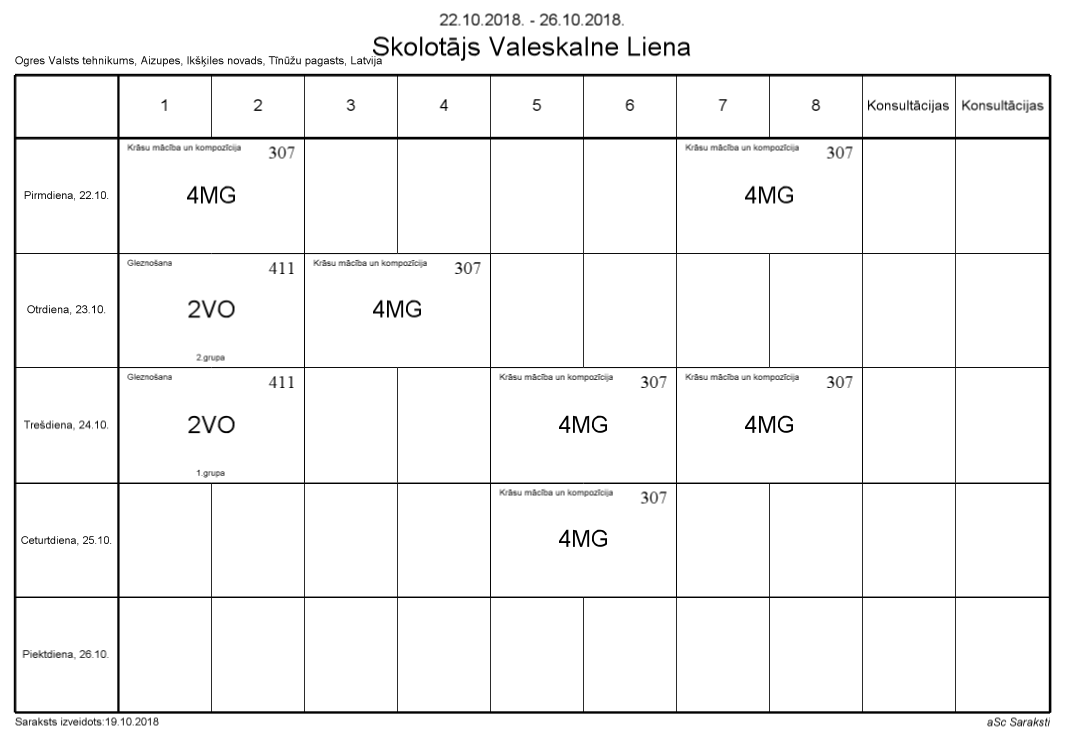 22.10.2018. - 26.10.2018.
Skolotājs Valeskalne Liena
Ogres Valsts tehnikums, Aizupes, Ikšķiles novads, Tīnūžu pagasts, Latvija
1 2 3 4 5 6 7 8 Konsultācijas Konsultācijas
Krāsu mācība un kompozīcija 307 Krāsu mācība un kompozīcija 307
Pirmdiena, 22.10. 4MG 4MG
Gleznošana 411 Krāsu mācība un kompozīcija 307
Otrdiena, 23.10. 2VO 4MG
2.grupa
Gleznošana 411 Krāsu mācība un kompozīcija 307 Krāsu mācība un kompozīcija 307
Trešdiena, 24.10. 2VO 4MG 4MG
1.grupa
Krāsu mācība un kompozīcija 307
Ceturtdiena, 25.10. 4MG
Piektdiena, 26.10.
Saraksts izveidots:19.10.2018 aSc Saraksti